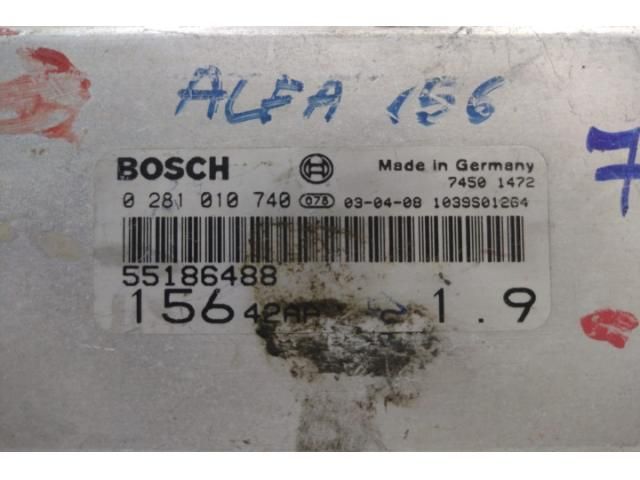 ALFA 156
7
BOSCH Made in Germany
7450 1472
0 281 010 740 078 03-04-08 1039S01264
55186488
156 42AA 1.9